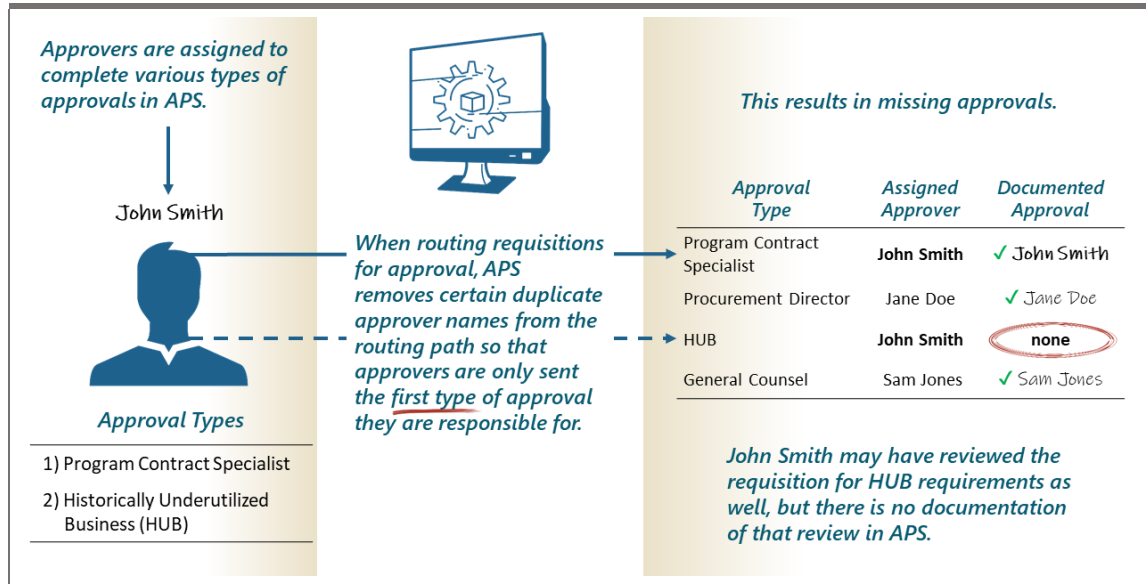 Approvers are assigned to
complete various types of
approvals in APS.
John Smith
Approval Types
1) Program Contract Specialist
2) Historically Underutilized
Business (HUB)
When routing requisitions
for approval, APS
removes certain duplicate
approver names from the
routing path so that
approvers are only sent
the first type of approval
they are responsible for.
This results in missing approvals.
Approval Type Assigned Approver Documented Approval
Program Contract Specialist John Smith ✓ John Smith
Procurement Director Jane Doe ✓ Jane Doe
HUB John Smith none
General Counsel Sam Jones ✓ Sam Jones
John Smith may have reviewed the
requisition for HUB requirements as
well, but there is no documentation
of that review in APS.